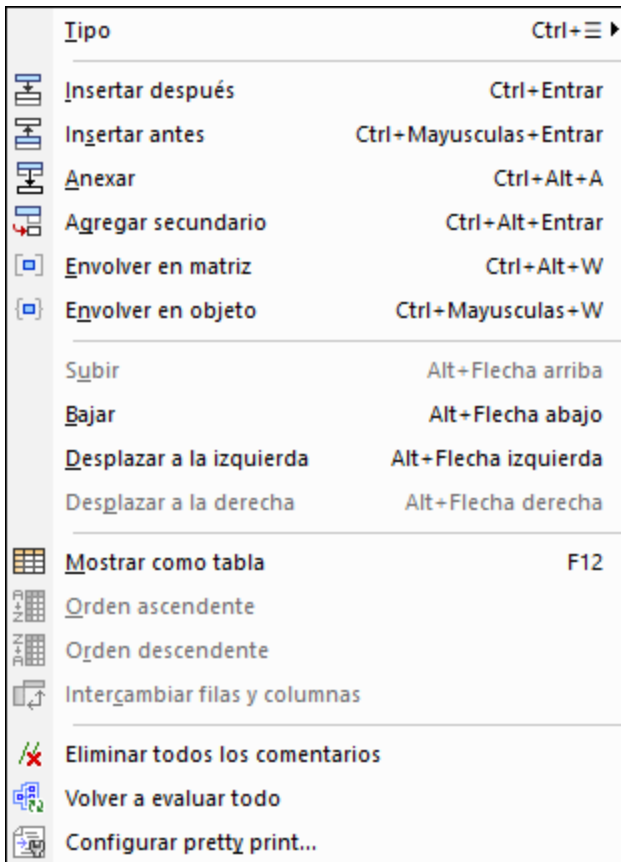 Tipo Ctrl+☰
Insertar después Ctrl+Entrar
Insertar antes Ctrl+Mayusculas+Entrar
Anexar Ctrl+Alt+A
Agregar secundario Ctrl+Alt+Entrar
Envolver en matriz Ctrl+Alt+W
Envolver en objeto Ctrl+Mayusculas+W
Subir Alt+Flecha arriba
Bajar Alt+Flecha abajo
Desplazar a la izquierda Alt+Flecha izquierda
Desplazar a la derecha Alt+Flecha derecha
Mostrar como tabla F12
Orden ascendente
Orden descendente
Intercambiar filas y columnas
Eliminar todos los comentarios
Volver a evaluar todo
Configurar pretty print...